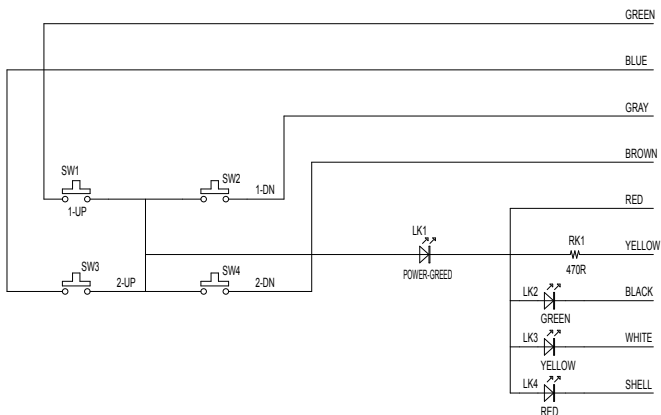 GREEN
BLUE
GRAY
BROWN
SW1
SW2
1-UP
1-DN
RED
LK1
RK1
YELLOW
POWER-GREED
470R
SW3
2-UP
SW4
2-DN
LK2
BLACK
GREEN
LK3
WHITE
YELLOW
LK4
SHELL
RED